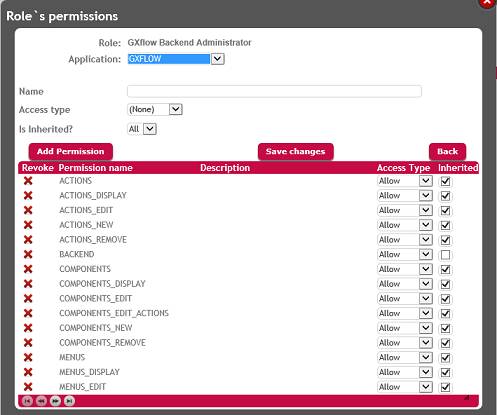 Role`s permissions
Role: GXflow Backend Administrator
Application: GXFLOW
Name
Access type (None)
Is Inherited? All
Add Permission Save changes Back
Revoke Permission name Description Access Type Inherited
ACTIONS Allow
ACTIONS_DISPLAY Allow
ACTIONS_EDIT Allow
ACTIONS_NEW Allow
ACTIONS_REMOVE Allow
BACKEND Allow
COMPONENTS Allow
COMPONENTS_DISPLAY Allow
COMPONENTS_EDIT Allow
COMPONENTS_EDIT_ACTIONS Allow
COMPONENTS_NEW Allow
COMPONENTS_REMOVE Allow
MENUS Allow
MENUS_DISPLAY Allow
MENUS_EDIT Allow